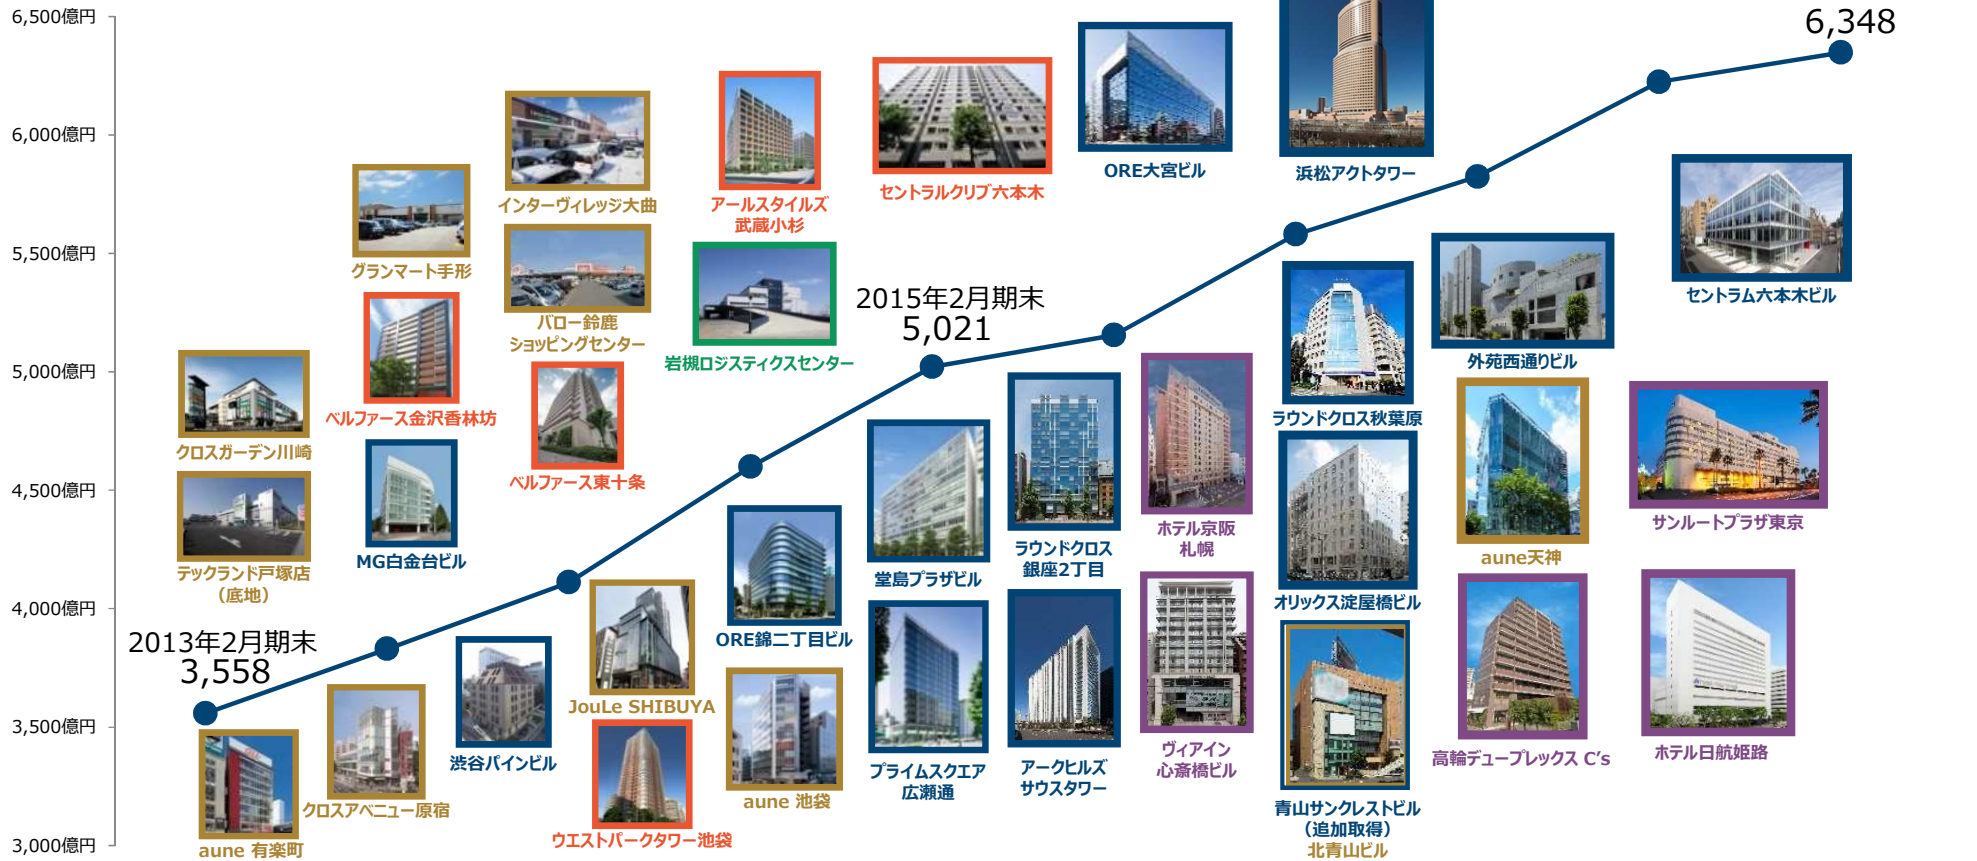 6,500億円
6,000億円
5,500億円
5,000億円
4,500億円
4,000億円
3,500億円
3,000億円
2013年2月期末
3,558
2015年2月期末
5,021
6,348
クロスガーデン川崎
テックランド戸塚店
（底地）
aune 有楽町
グランマート手形
ベルファース金沢香林坊
MG白金台ビル
クロスアベニュー原宿
インターヴィレッジ大曲
バロー鈴鹿
ショッピングセンター
ベルファース東十条
渋谷パインビル
JouLe SHIBUYA
ウエストパークタワー池袋
アールスタイルズ
武蔵小杉
岩槻ロジスティクスセンター
ORE錦二丁目ビル
aune 池袋
セントラルクリブ六本木
堂島プラザビル
プライムスクエア
広瀬通
ORE大宮ビル
ラウンドクロス
銀座2丁目
アークヒルズ
サウスタワー
ホテル京阪
札幌
ヴィアイン
心斎橋ビル
浜松アクトタワー
ラウンドクロス秋葉原
オリックス淀屋橋ビル
青山サンクレストビル
（追加取得）
北青山ビル
外苑西通りビル
aune天神
高輪デュープレックス C's
セントラム六本木ビル
サンルートプラザ東京
ホテル日航姫路